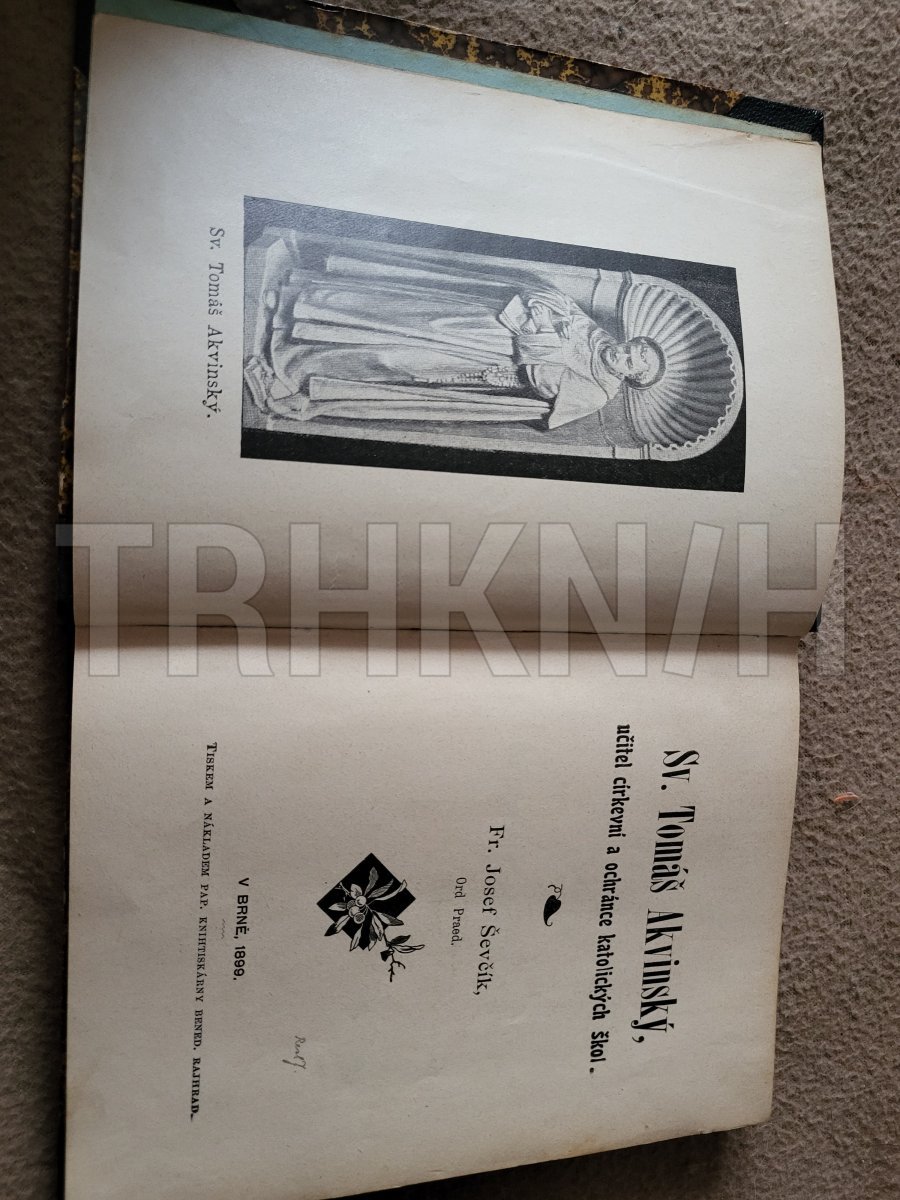 Sv. Tomáš Akvinský.
Sv. Tomáš Akvinský,
učitel církevní a ochránce katolických škol.
Fr. Josef Ševčík,
Ord Praed.
V BRNĚ, 1899.
TISKEM A NÁKLADEM PAP. KNIHTISKÁRNY BENED. RAJHRAD.
TRHKNIH